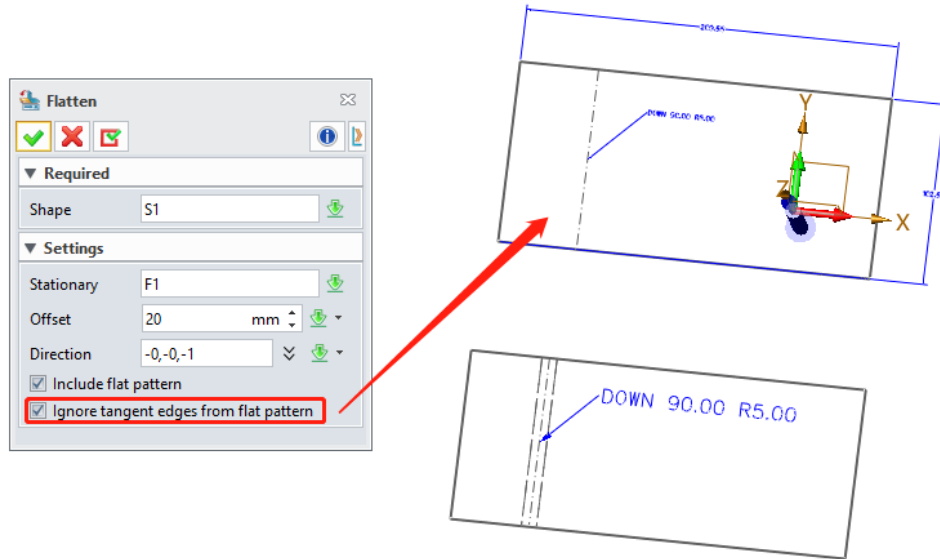 Flatten
Required
Shape S1
Settings
Stationary F1
Offset 20 mm
Direction -0,-0,-1
Include flat pattern
Ignore tangent edges from flat pattern
DOWN 90.00 R5.00
Y
Z
X
DOWN 90.00 R5.00